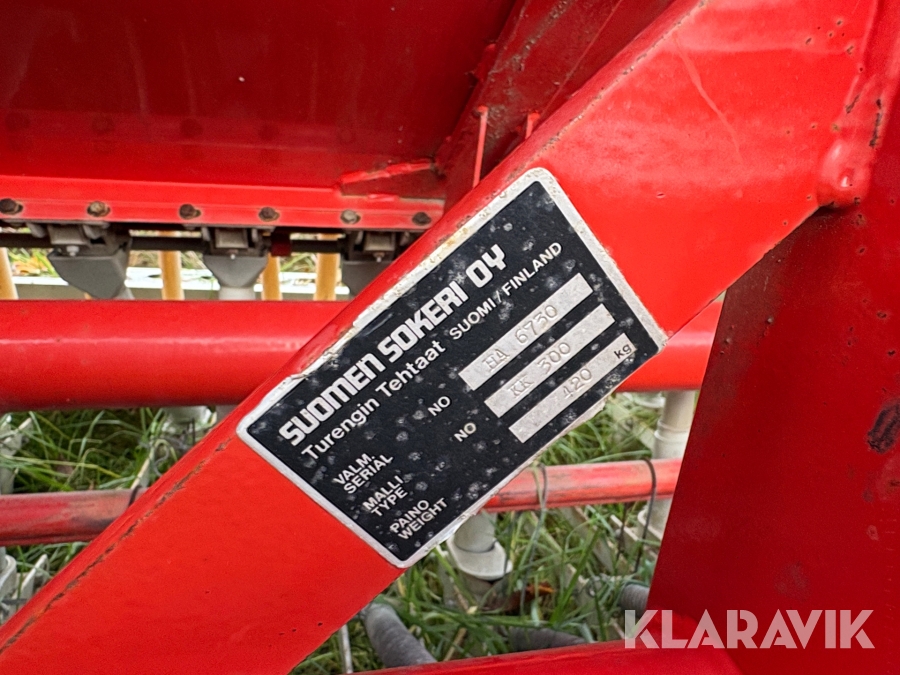 SUOMEN SOKERI OY
Turengin Tehtaat SUOMI/FINLAND
VALM. NO HA 6730
SERIAL
MALLI NO KK 300
TYPE
PAINO 420 kg
WEIGHT
KLARAVIK